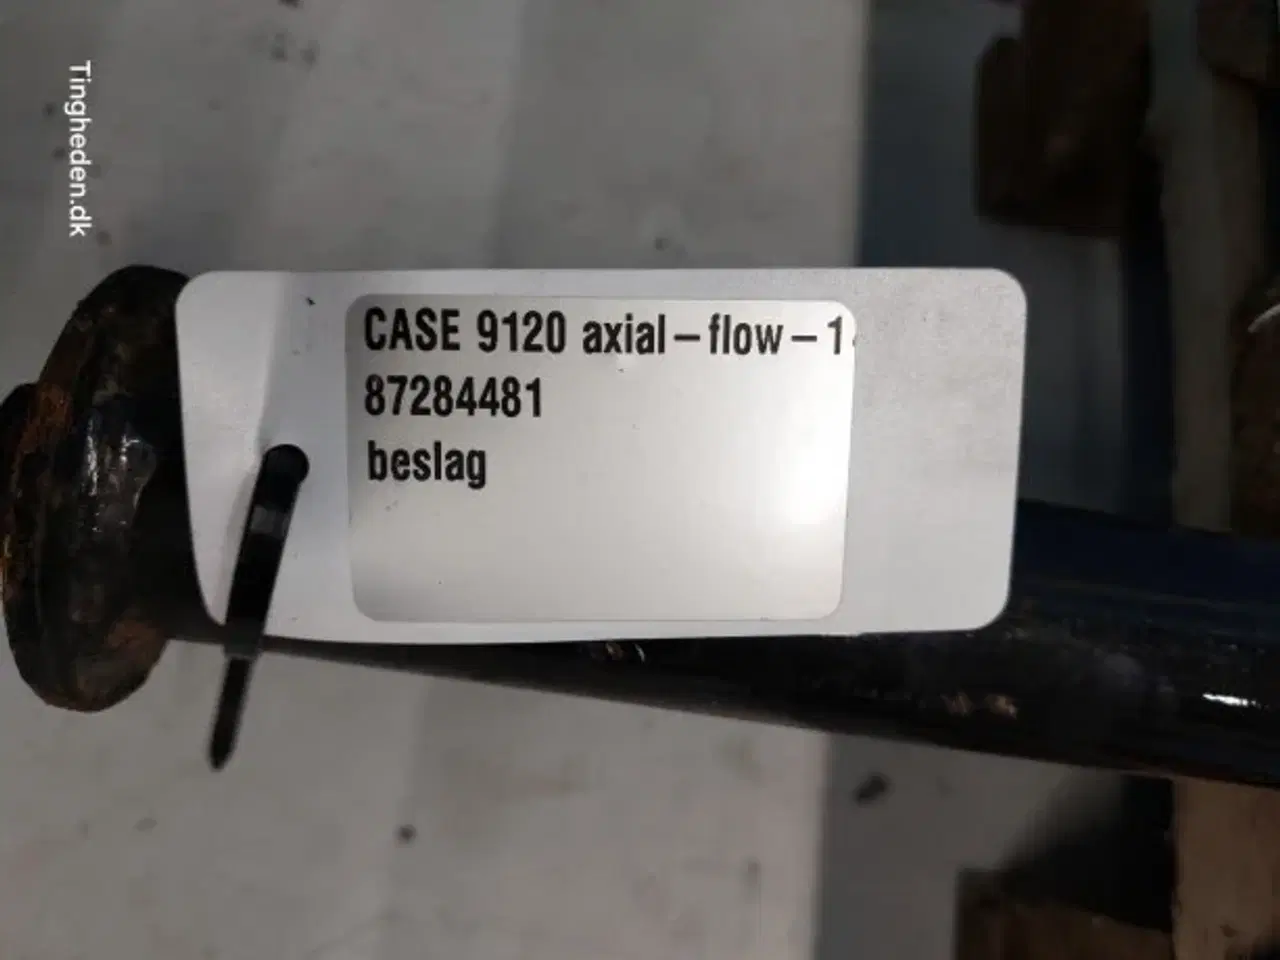 Tingheden.dk
CASE 9120 axial-flow-1
87284481
beslag